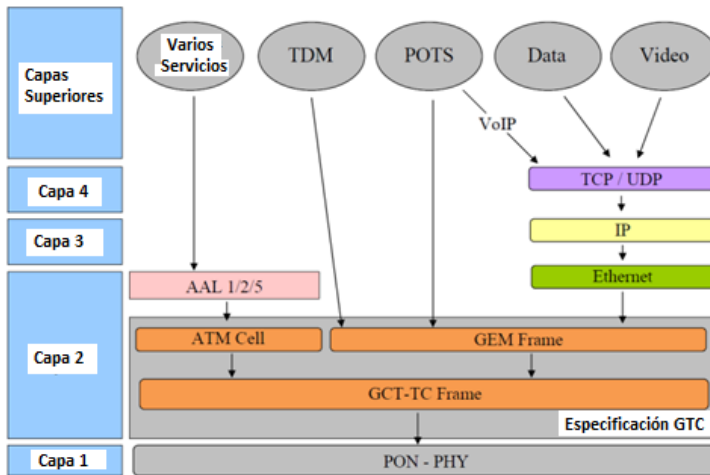 Capas
Superiores
Varios
Servicios
TDM
POTS
Data
Video
VoIP
Capa 4
TCP / UDP
Capa 3
IP
Capa 2
AAL 1/2/5
Ethernet
ATM Cell
GEM Frame
GCT-TC Frame
Especificación GTC
Capa 1
PON - PHY